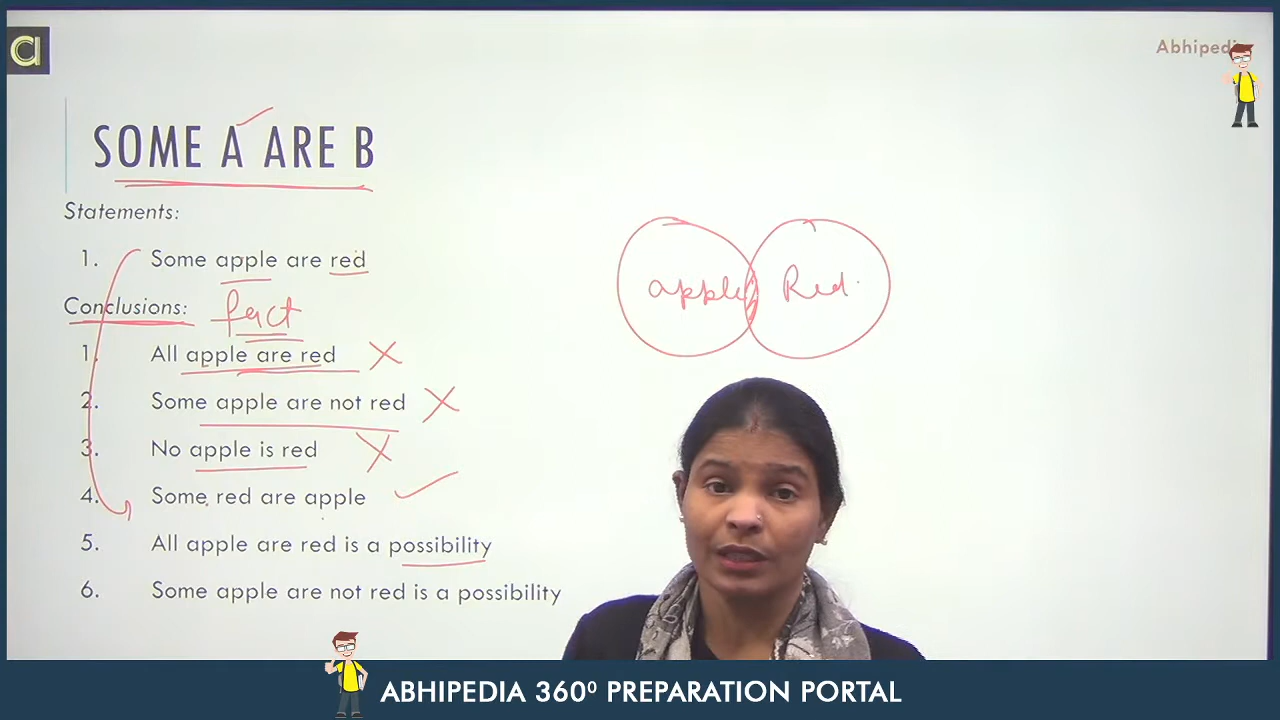 Abhipedia
SOME A ARE B
Statements:
1. Some apple are red
Conclusions: fact
1. All apple are red
2. Some apple are not red
3. No apple is red
4. Some red are apple
5. All apple are red is a possibility
6. Some apple are not red is a possibility
apple Red
ABHIPEDIA 360⁰ PREPARATION PORTAL